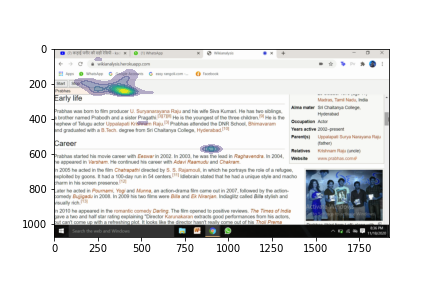 0
200
400
600
800
1000
0 250 500 750 1000 1250 1500 1750
WhatsApp
Wikianalysis
wikianalysis.herokuapp.com
Apps WhatsApp easy sangviti.com ... Facebook
Prabhas
Early life
Prabhas was born to film producer U. Suryanarayana Raju and his wife Siva Kumari. He has two siblings,
a brother named Prabodh and a sister Pragathi. He is the youngest of the three children. He is the
nephew of Telugu actor Uppalapati Krishnam Raju. Prabhas attended the DNR School, Bhimavaram
and graduated with a B.Tech. degree from Sri Chaitanya College, Hyderabad.
Career
Prabhas started his movie career with Eeswar in 2002. In 2003, he was the lead in Raghavendra. In 2004,
he appeared in Varsham. He continued his career with Adavi Raamudu and Chakram.
In 2005 he acted in the film Chatrapathi directed by S. S. Rajamouli, in which he portrays the role of a refugee,
exploited by goons. It had a 100-day run in 54 centers. Idlebrain stated that he had a unique style and macho
charm in his screen presence.
Later he acted in Pournami, Yogi and Munna, an action-drama film came out in 2007, followed by the action-
comedy Bujjigadu in 2008. In 2009 his two films were Billa and Ek Niranjan. Indiaglitz called Billa stylish and
visually rich.
In 2010 he appeared in the romantic comedy Darling. The film opened to positive reviews. The Times of India
gave a two and half star rating explaining "Director Karunakaran extracts good performances from his actors,
but can't come up with a refreshing plot. It looks like the director hasn't really come out of his Tholi Prema
Madras, Tamil Nadu, India
Alma mater Sri Chaitanya College, Hyderabad
Occupation Actor
Years active 2002–present
Parent(s) Uppalapati Surya Narayana Raju (father)
Relatives Krishnam Raju (uncle)
Website www.prabhas.com
Search the web and Windows